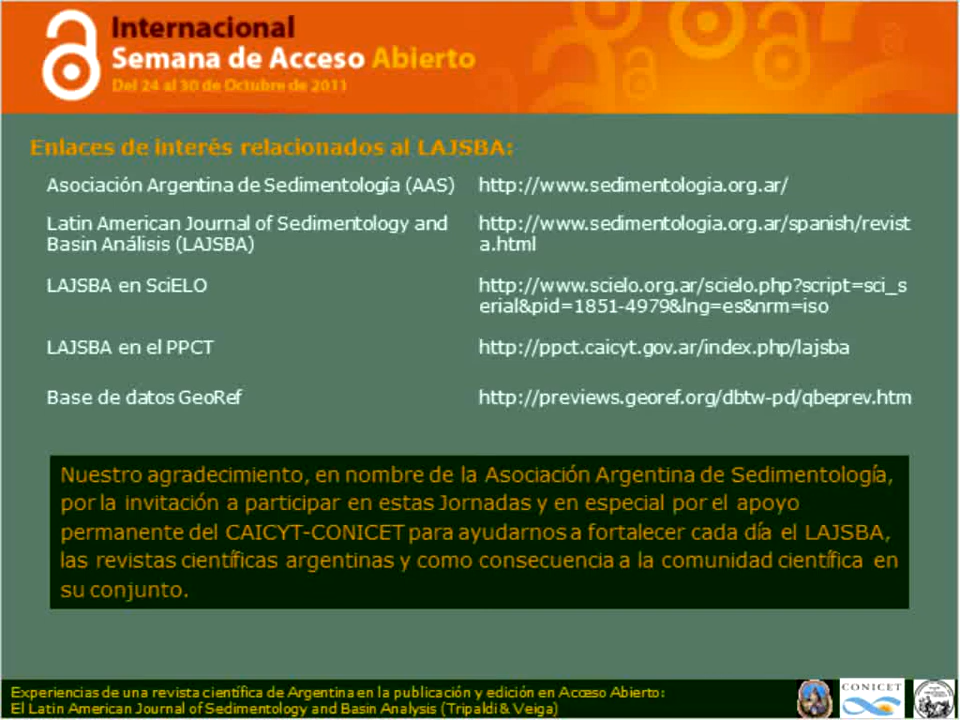 Internacional
Semana de Acceso Abierto
Del 24 al 30 de Octubre de 2011
Enlaces de interés relacionados al LAJSBA:
Asociación Argentina de Sedimentología (AAS) http://www.sedimentologia.org.ar/
Latin American Journal of Sedimentology and
Basin Análisis (LAJSBA)
http://www.sedimentologia.org.ar/spanish/revist
a.html
LAJSBA en SciELO
http://www.scielo.org.ar/scielo.php?script=sci_s
erial&pid=1851-4979&lng=es&nrm=iso
LAJSBA en el PPCT http://ppct.caicyt.gov.ar/index.php/lajsba
Base de datos GeoRef http://previews.georef.org/dbtw-pd/qbeprev.htm
Nuestro agradecimiento, en nombre de la Asociación Argentina de Sedimentología,
por la invitación a participar en estas Jornadas y en especial por el apoyo
permanente del CAICYT-CONICET para ayudarnos a fortalecer cada día el LAJSBA,
las revistas científicas argentinas y como consecuencia a la comunidad científica en
su conjunto.
Experiencias de una revista científica de Argentina en la publicación y edición en Acceso Abierto:
El Latin American Journal of Sedimentology and Basin Analysis (Tripaldi & Veiga)
CONICET